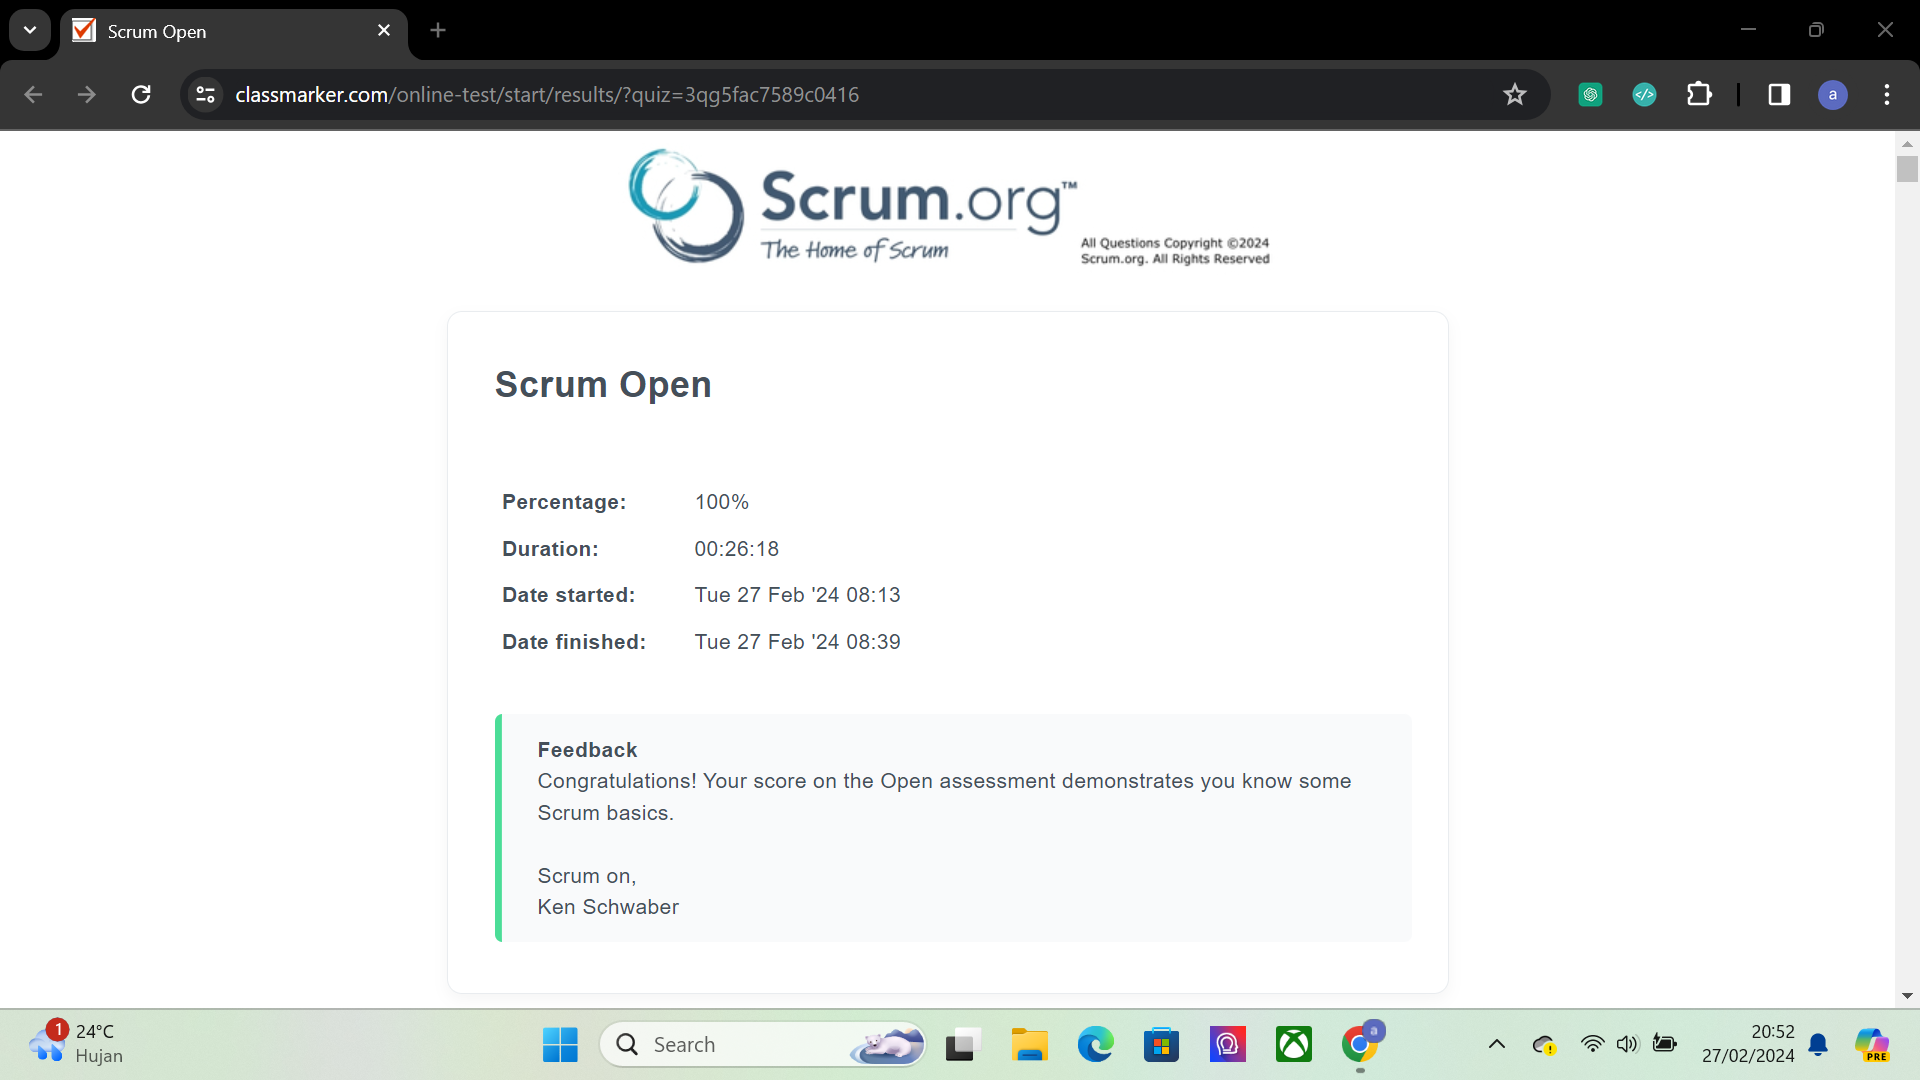 Scrum Open
classmarker.com/online-test/start/results/?quiz=3qg5fac7589c0416
a
Scrum.org™
The Home of Scrum
All Questions Copyright ©2024
Scrum.org. All Rights Reserved
Scrum Open
Percentage: 100%
Duration: 00:26:18
Date started: Tue 27 Feb '24 08:13
Date finished: Tue 27 Feb '24 08:39
Feedback
Congratulations! Your score on the Open assessment demonstrates you know some
Scrum basics.
Scrum on,
Ken Schwaber
1
24°C
Hujan
Search
a
20:52
27/02/2024
PRE